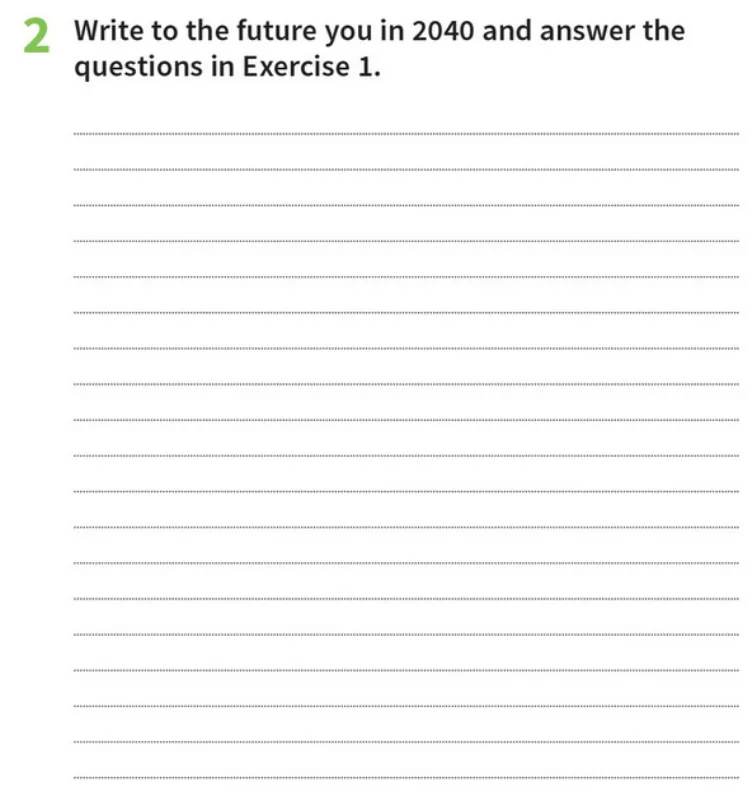 2 Write to the future you in 2040 and answer the
questions in Exercise 1.